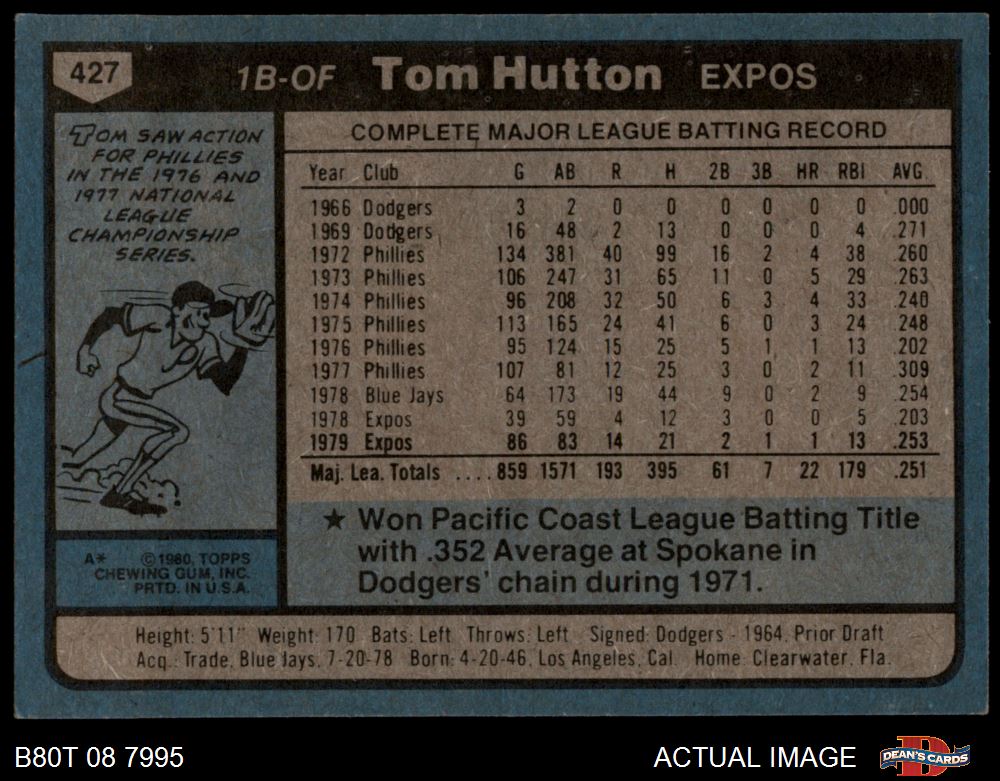 427 1B-OF Tom Hutton EXPOS
TOM SAW ACTION
FOR PHILLIES
IN THE 1976 AND
1977 NATIONAL
LEAGUE
CHAMPIONSHIP
SERIES.
COMPLETE MAJOR LEAGUE BATTING RECORD
Year Club G AB R H 2B 3B HR RBI AVG.
1966 Dodgers 3 2 0 0 0 0 0 0 .000
1969 Dodgers 16 48 2 13 0 0 0 4 .271
1972 Phillies 134 381 40 99 16 2 4 38 .260
1973 Phillies 106 247 31 65 11 0 5 29 .263
1974 Phillies 96 208 32 50 6 3 4 33 .240
1975 Phillies 113 165 24 41 6 0 3 24 .248
1976 Phillies 95 124 15 25 5 1 1 13 .202
1977 Phillies 107 81 12 25 3 0 2 11 .309
1978 Blue Jays 64 173 19 44 9 0 2 9 .254
1978 Expos 39 59 4 12 3 0 0 5 .203
1979 Expos 86 83 14 21 2 1 1 13 .253
Maj. Lea. Totals ....859 1571 193 395 61 7 22 179 .251
★ Won Pacific Coast League Batting Title
with .352 Average at Spokane in
Dodgers' chain during 1971.
A* ©1980, TOPPS
CHEWING GUM, INC.
PRTD. IN U.S.A.
Height: 5'11" Weight: 170 Bats: Left Throws: Left Signed: Dodgers - 1964, Prior Draft
Acq.: Trade, Blue Jays, 7-20-78 Born: 4-20-46, Los Angeles, Cal. Home: Clearwater, Fla.
B80T 08 7995 ACTUAL IMAGE D DEAN'S CARDS